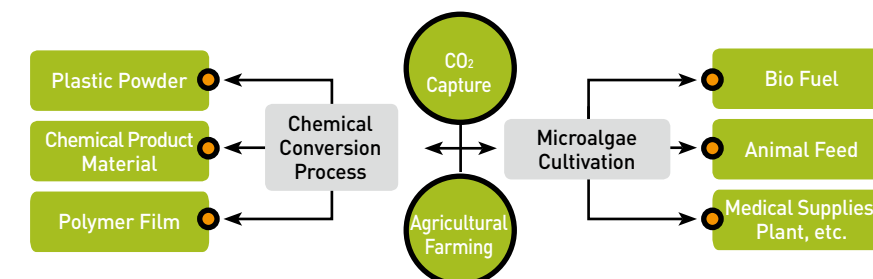 Plastic Powder
Chemical Product
Material
Polymer Film
Chemical
Conversion
Process
CO₂
Capture
Agricultural
Farming
Microalgae
Cultivation
Bio Fuel
Animal Feed
Medical Supplies
Plant, etc.